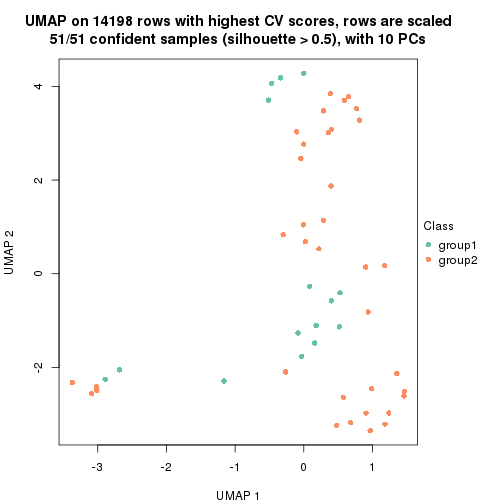 UMAP on 14198 rows with highest CV scores, rows are scaled
51/51 confident samples (silhouette > 0.5), with 10 PCs
4
2
0
-2
UMAP 2
-3
-2
-1
0
1
UMAP 1
Class
group1
group2